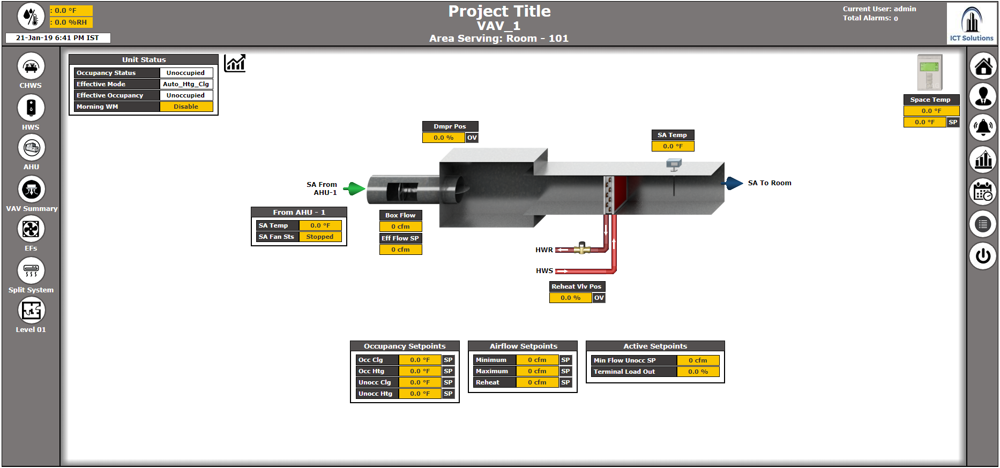 : 0.0 °F
: 0.0 %RH
21-Jan-19 6:41 PM IST
Project Title
VAV_1
Area Serving: Room - 101
Current User: admin
Total Alarms: 0
ICT Solutions
CHWS
HWS
AHU
VAV Summary
EFs
Split System
Level 01
Unit Status
Occupancy Status Unoccupied
Effective Mode Auto_Htg_Clg
Effective Occupancy Unoccupied
Morning WM Disable
Space Temp
0.0 °F
0.0 °F SP
Dmpr Pos
0.0 % OV
SA Temp
0.0 °F
SA From
AHU-1
SA To Room
From AHU - 1
SA Temp 0.0 °F
SA Fan Sts Stopped
Box Flow
0 cfm
Eff Flow SP
0 cfm
HWR
HWS
Reheat Vlv Pos
0.0 % OV
Occupancy Setpoints
Occ Clg 0.0 °F SP
Occ Htg 0.0 °F SP
Unocc Clg 0.0 °F SP
Unocc Htg 0.0 °F SP
Airflow Setpoints
Minimum 0 cfm SP
Maximum 0 cfm SP
Reheat 0 cfm SP
Active Setpoints
Min Flow Unocc SP 0 cfm
Terminal Load Out 0.0 %